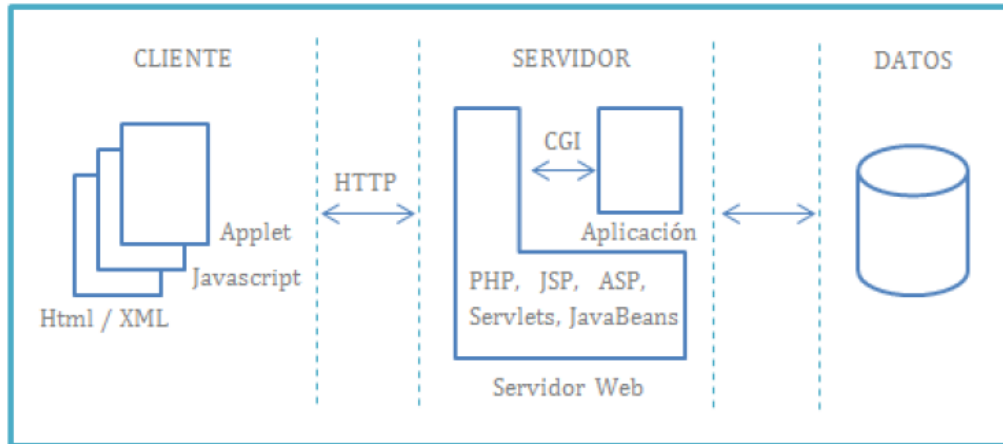 CLIENTE
SERVIDOR
DATOS
HTTP
CGI
Applet
Javascript
Html / XML
Aplicación
PHP, JSP, ASP,
Servlets, JavaBeans
Servidor Web